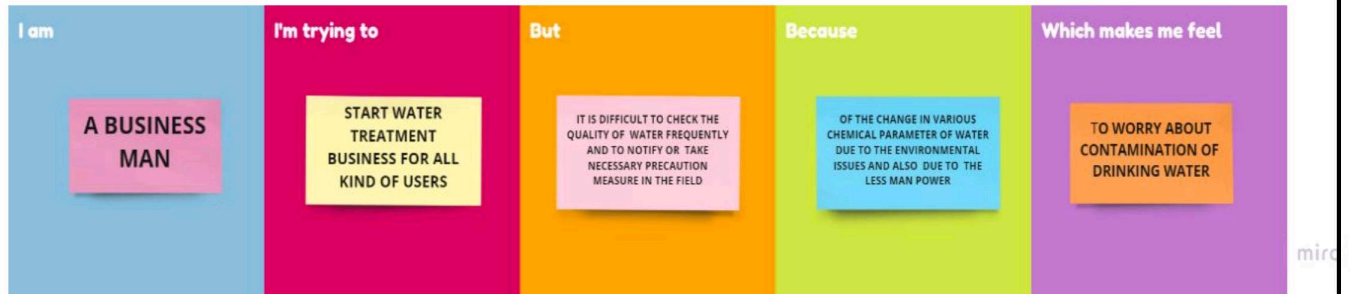 I am
A BUSINESS
MAN
I'm trying to
START WATER
TREATMENT
BUSINESS FOR ALL
KIND OF USERS
But
IT IS DIFFICULT TO CHECK THE
QUALITY OF WATER FREQUENTLY
AND TO NOTIFY OR TAKE
NECESSARY PRECAUTION
MEASURE IN THE FIELD
Because
OF THE CHANGE IN VARIOUS
CHEMICAL PARAMETER OF WATER
DUE TO THE ENVIRONMENTAL
ISSUES AND ALSO DUE TO THE
LESS MAN POWER
Which makes me feel
TO WORRY ABOUT
CONTAMINATION OF
DRINKING WATER